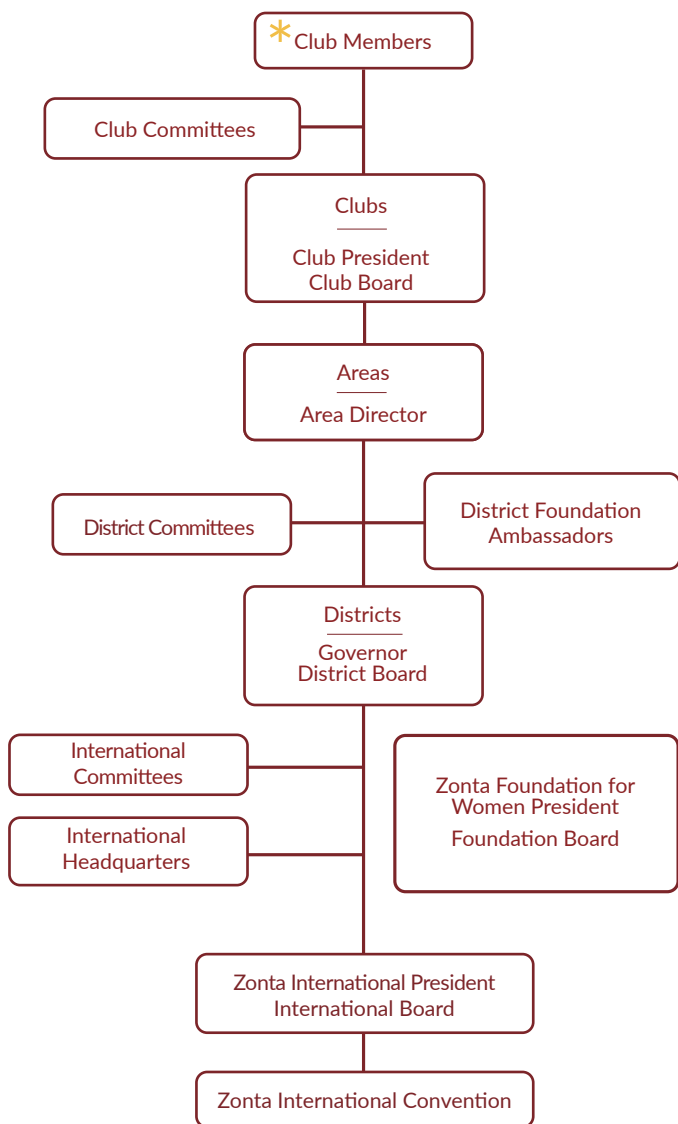 * Club Members
Club Committees
Clubs
Club President
Club Board
Areas
Area Director
District Committees
District Foundation
Ambassadors
Districts
Governor
District Board
International
Committees
Zonta Foundation for
Women President
Foundation Board
International
Headquarters
Zonta International President
International Board
Zonta International Convention